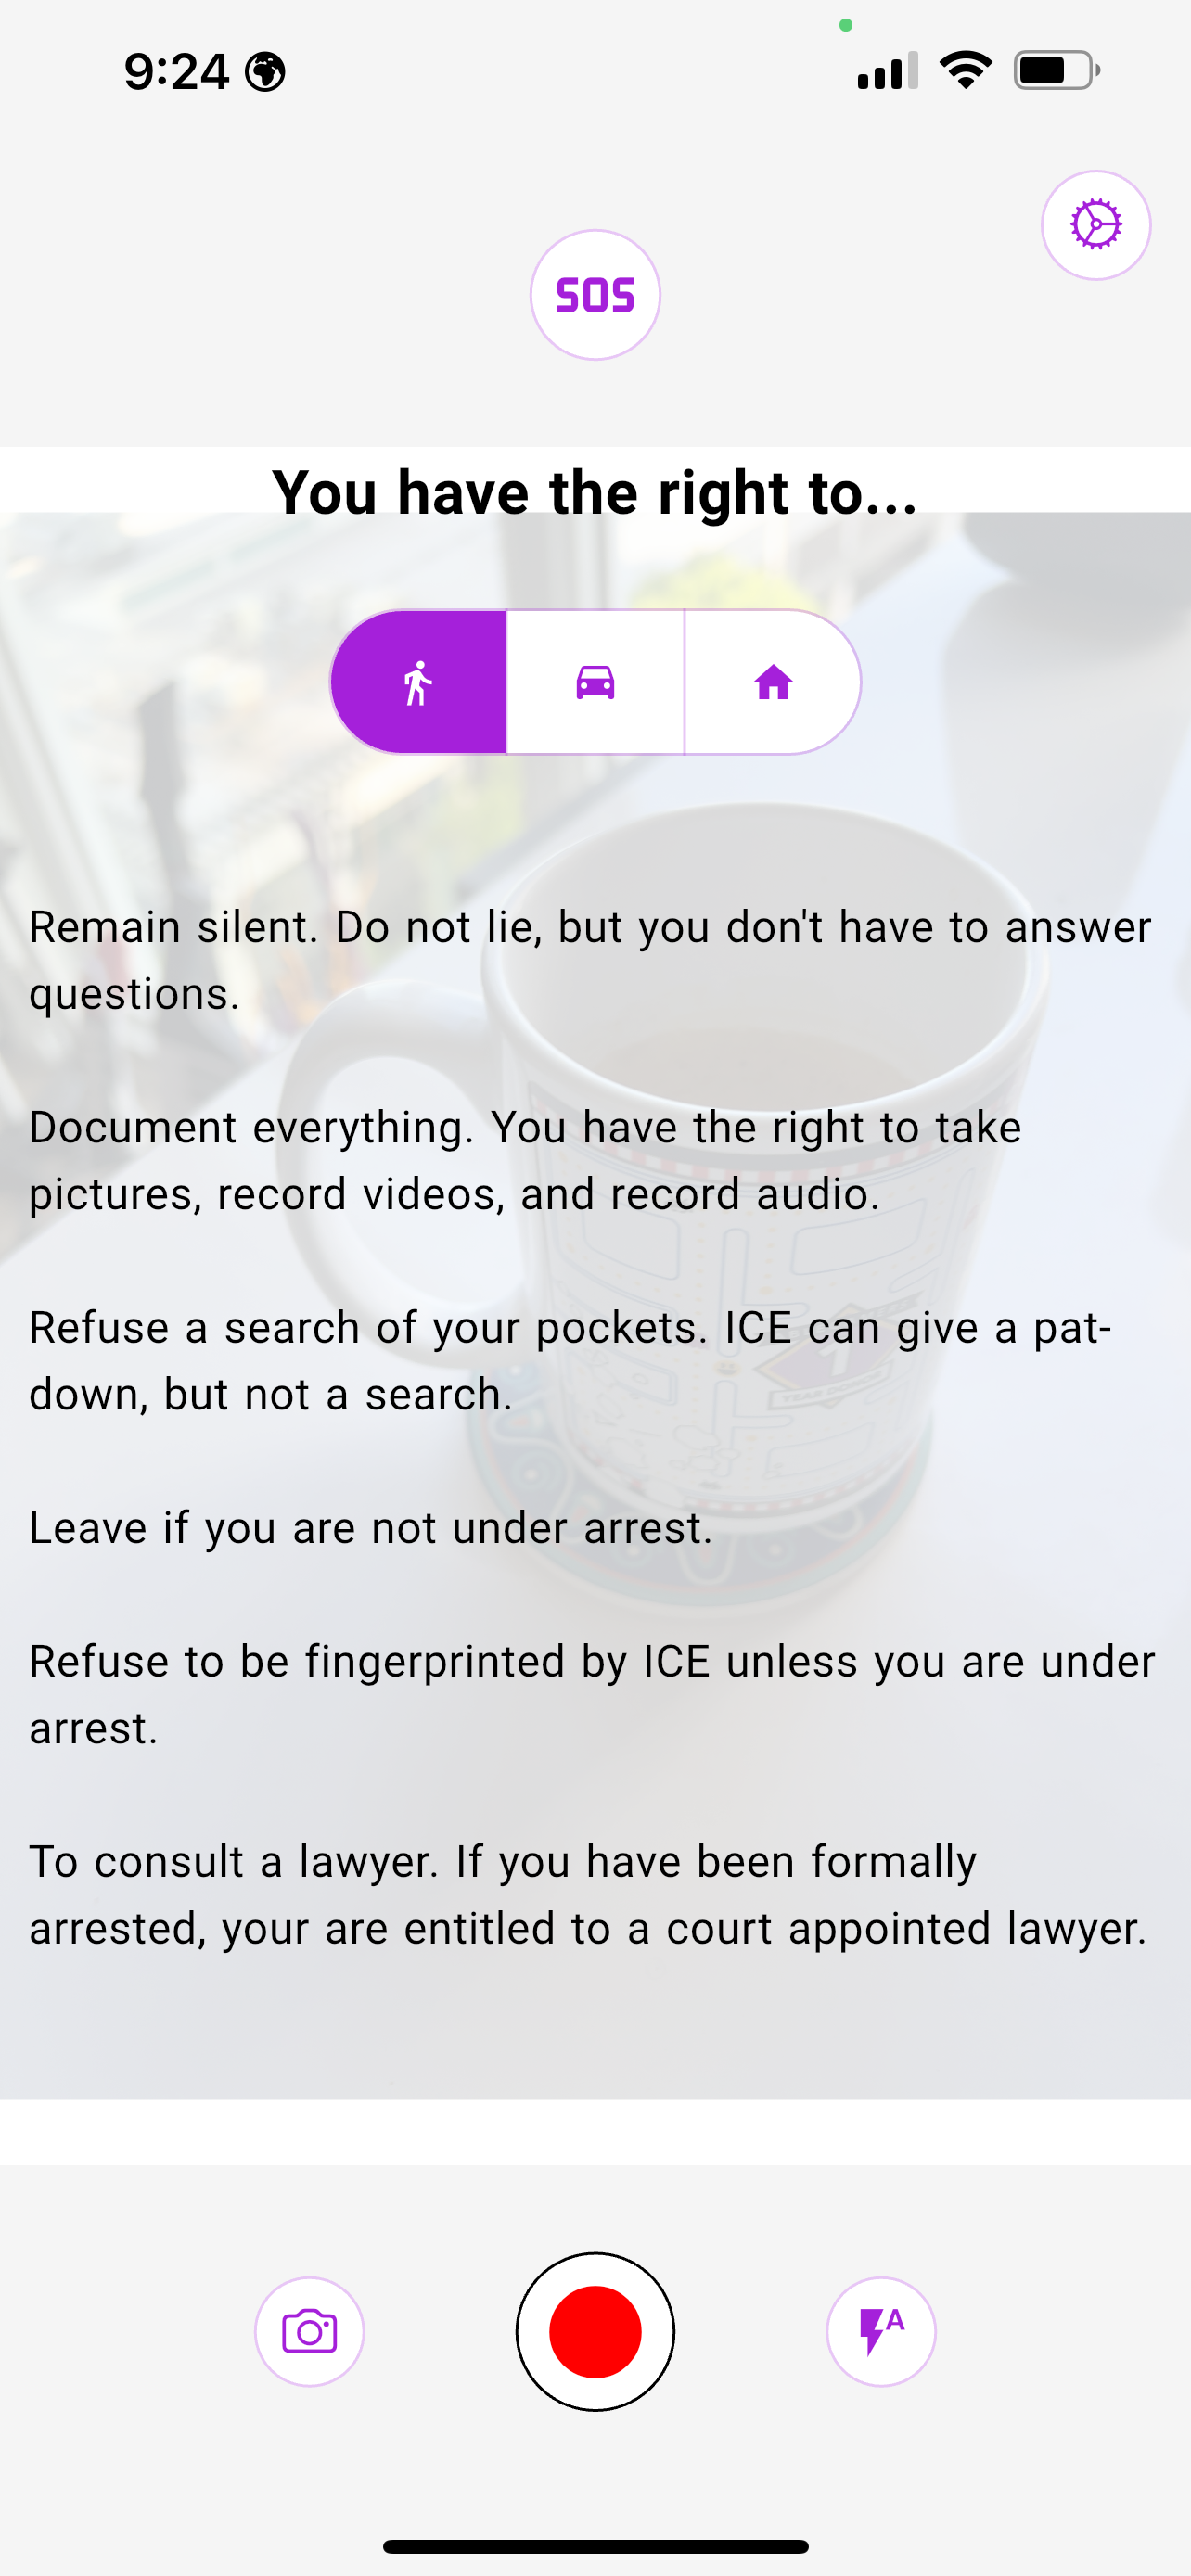 9:24
SOS
You have the right to...
Remain silent. Do not lie, but you don't have to answer
questions.
Document everything. You have the right to take
pictures, record videos, and record audio.
Refuse a search of your pockets. ICE can give a pat-
down, but not a search.
Leave if you are not under arrest.
Refuse to be fingerprinted by ICE unless you are under
arrest.
To consult a lawyer. If you have been formally
arrested, your are entitled to a court appointed lawyer.
A